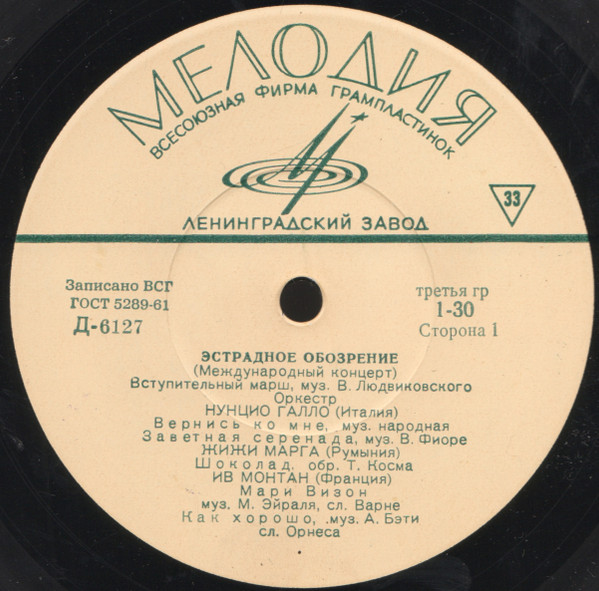 МЕЛОДИЯ
ВСЕСОЮЗНАЯ ФИРМА ГРАМПЛАСТИНОК
ЛЕНИНГРАДСКИЙ ЗАВОД
33
Записано ВСГ
ГОСТ 5289-61
Д-6127
третья гр
1-30
Сторона 1
ЭСТРАДНОЕ ОБОЗРЕНИЕ
(Международный концерт)
Вступительный марш, муз. В. Людвиковского
Оркестр
НУНЦИО ГАЛЛО (Италия)
Вернись ко мне, муз. народная
Заветная серенада, муз. В. Фиоре
ЖИЖИ МАРГА (Румыния)
Шоколад, обр. Т. Косма
ИВ МОНТАН (Франция)
Мари Визон
муз. М. Эйраля, сл. Варне
Как хорошо, .муз. А. Бэти
сл. Орнеса